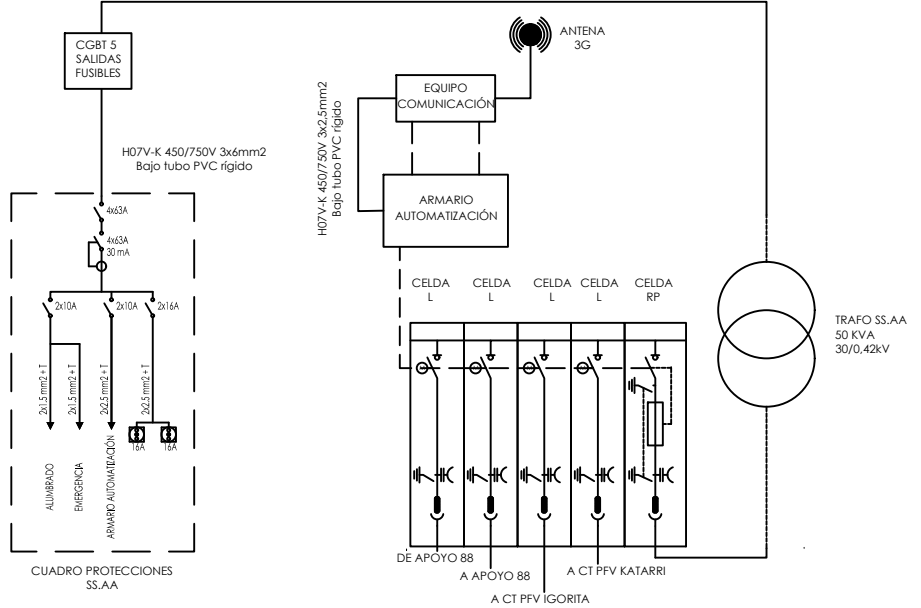 CGBT 5
SALIDAS
FUSIBLES
ANTENA
3G
EQUIPO
COMUNICACIÓN
H07V-K 450/750V 3x6mm2
Bajo tubo PVC rígido
H07V-K 450/750V 3x2,5mm2
Bajo tubo PVC rígido
ARMARIO
AUTOMATIZACIÓN
4x63A
4x63A
30 mA
2x10A
2x10A
2x16A
2x1.5 mm2 + T
2x1.5 mm2 + T
2x2.5 mm2 + T
2x2.5 mm2 + T
16A
16A
ALUMBRADO
EMERGENCIA
ARMARIO AUTOMATIZACIÓN
CUADRO PROTECCIONES
SS.AA
CELDA
L
CELDA
L
CELDA
L
CELDA
L
CELDA
RP
TRAFO SS.AA
50 KVA
30/0,42kV
DE APOYO 88
A APOYO 88
A CT PFV IGORITA
A CT PFV KATARRI